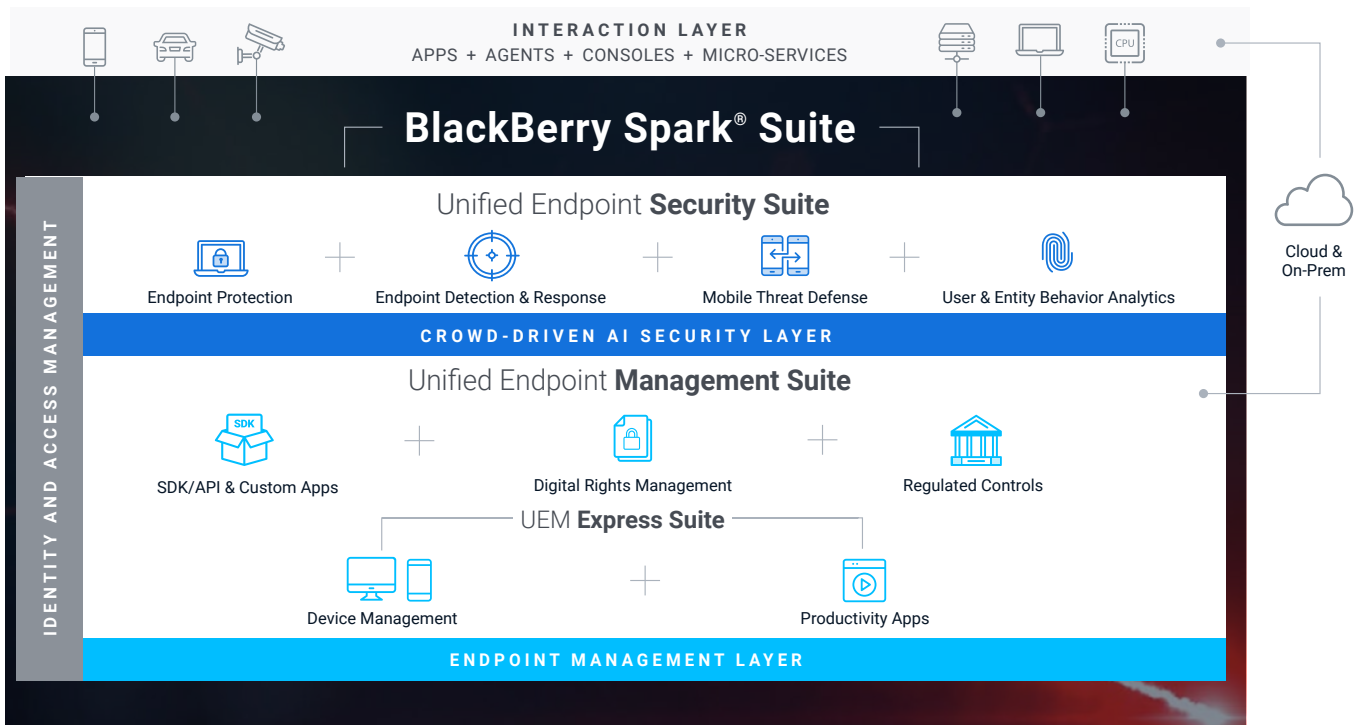 INTERACTION LAYER
APPS + AGENTS + CONSOLES + MICRO-SERVICES
CPU
BlackBerry Spark® Suite
IDENTITY AND ACCESS MANAGEMENT
Unified Endpoint Security Suite
Endpoint Protection
Endpoint Detection & Response
Mobile Threat Defense
User & Entity Behavior Analytics
Cloud &
On-Prem
CROWD-DRIVEN AI SECURITY LAYER
Unified Endpoint Management Suite
SDK
SDK/API & Custom Apps
Digital Rights Management
Regulated Controls
UEM Express Suite
Device Management
Productivity Apps
ENDPOINT MANAGEMENT LAYER